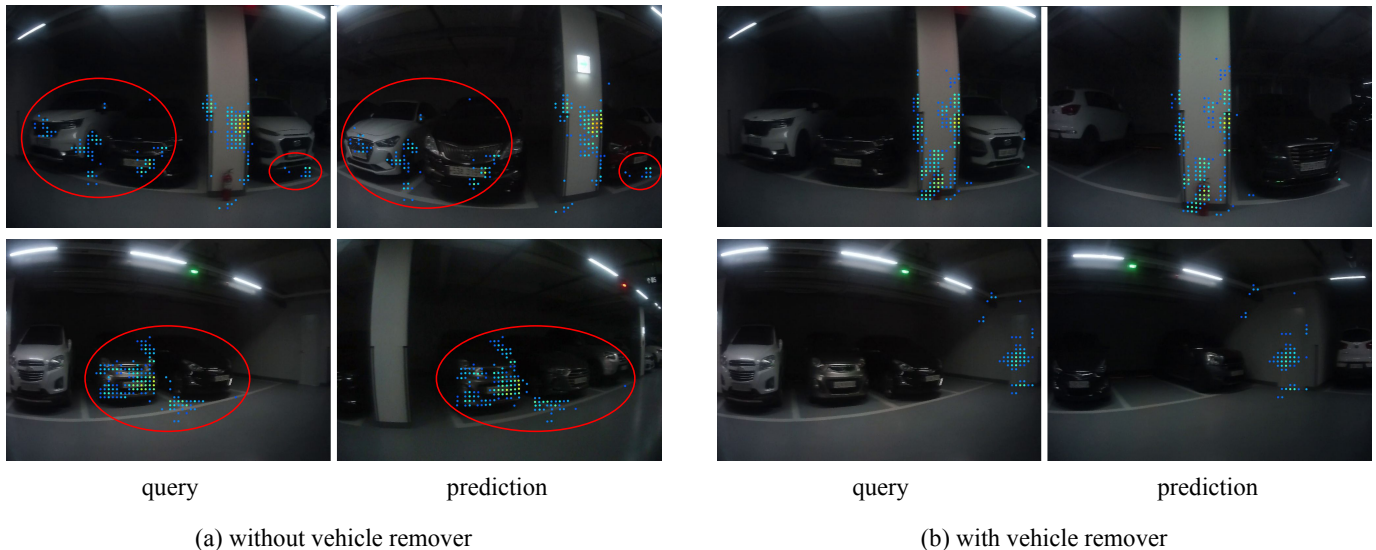 query
prediction
query
prediction
(a) without vehicle remover
(b) with vehicle remover